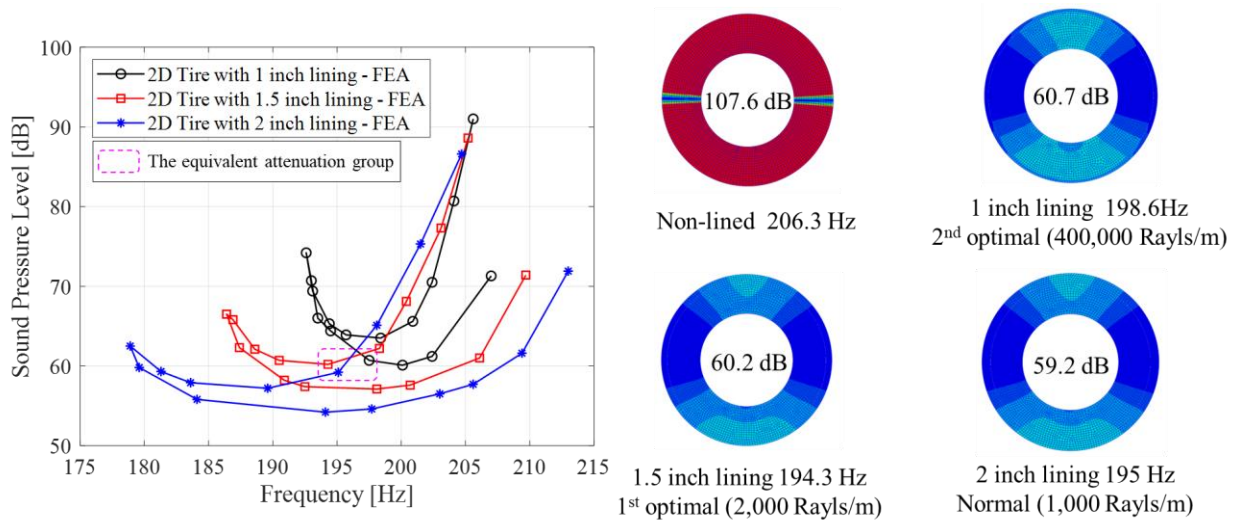 Sound Pressure Level [dB]
100
90
80
70
60
50
175 180 185 190 195 200 205 210 215
Frequency [Hz]
2D Tire with 1 inch lining - FEA
2D Tire with 1.5 inch lining - FEA
2D Tire with 2 inch lining - FEA
The equivalent attenuation group
107.6 dB
Non-lined 206.3 Hz
60.7 dB
1 inch lining 198.6Hz
2nd optimal (400,000 Rayls/m)
60.2 dB
1.5 inch lining 194.3 Hz
1st optimal (2,000 Rayls/m)
59.2 dB
2 inch lining 195 Hz
Normal (1,000 Rayls/m)